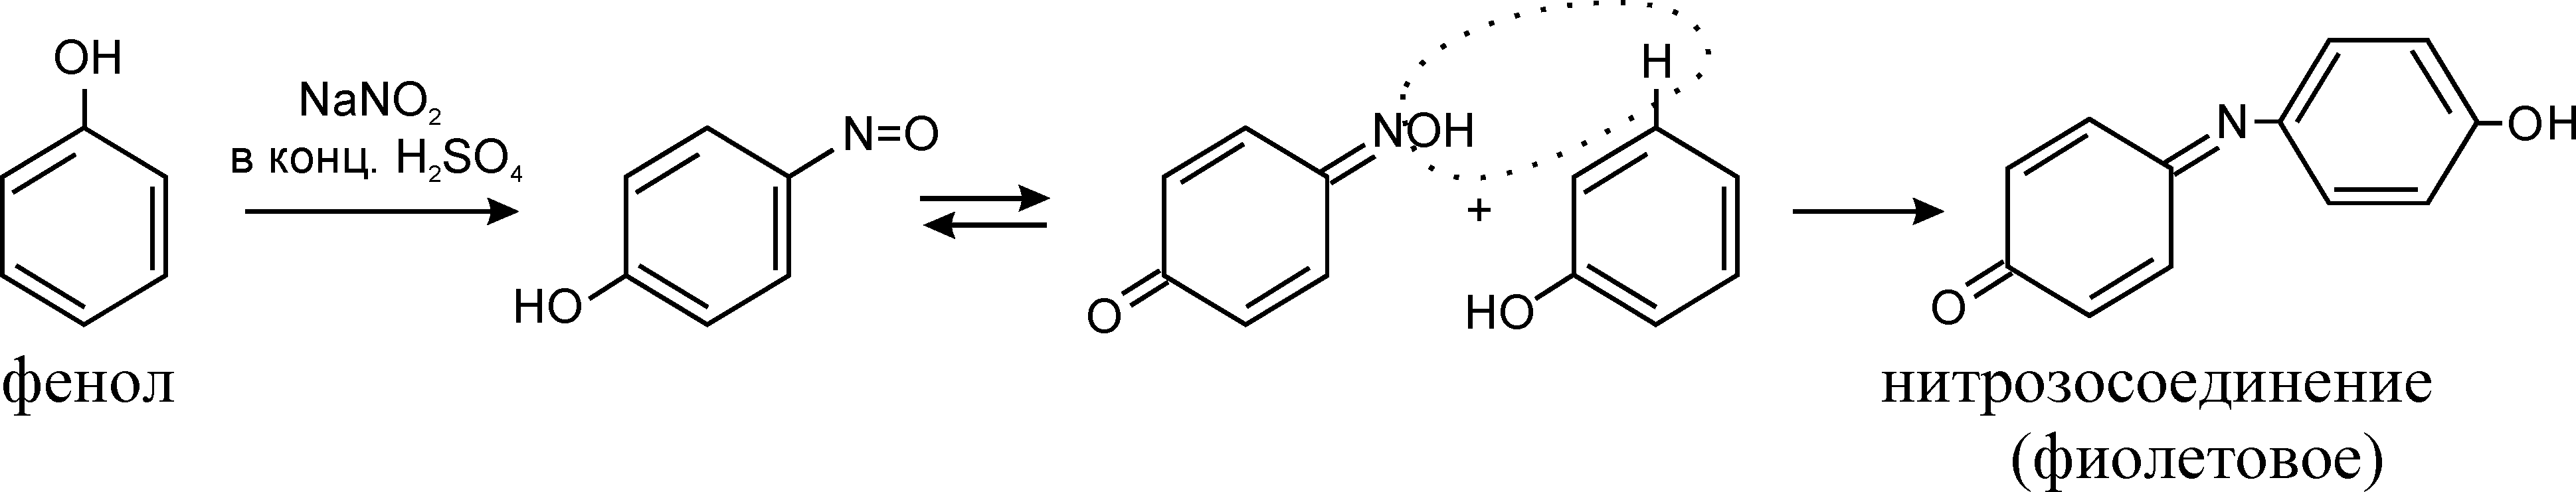 OH
NaNO2
в конц. H2SO4
N=O
HO
NOH
O
+
H
HO
N
OH
O
фенол
нитрозосоединение
(фиолетовое)